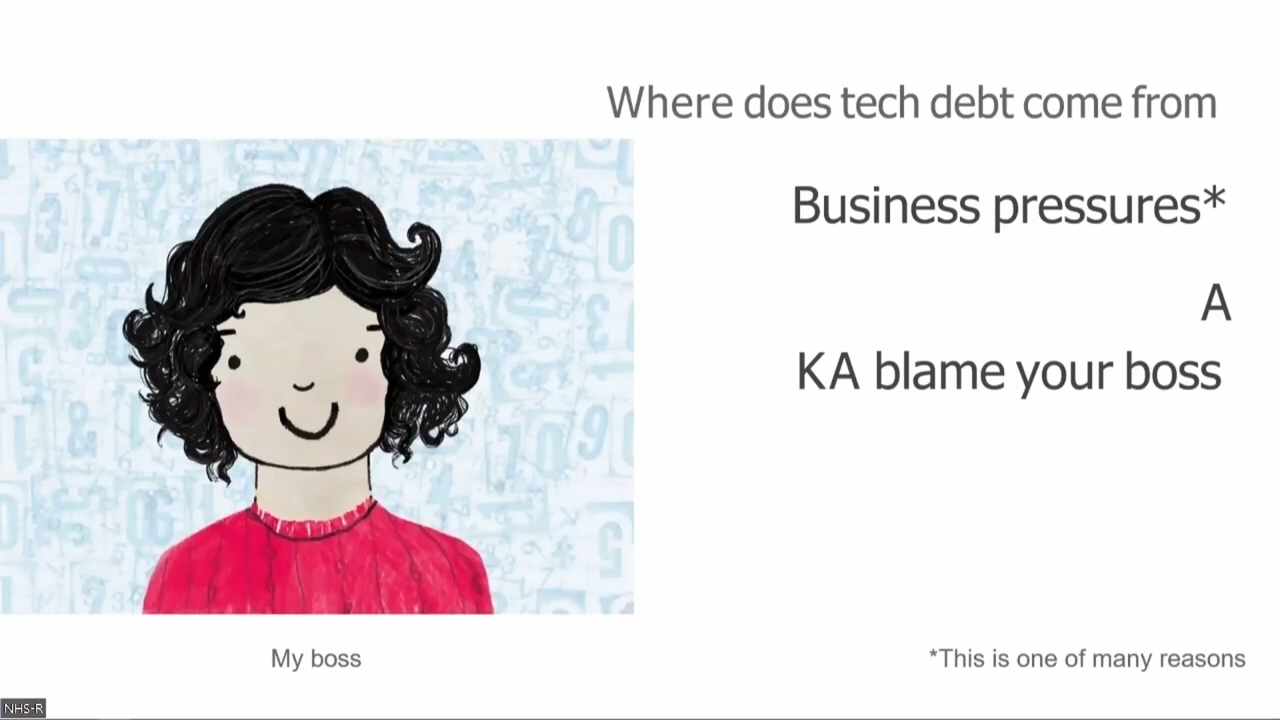 Where does tech debt come from
Business pressures*
A
KA blame your boss
My boss
*This is one of many reasons
NHS-R